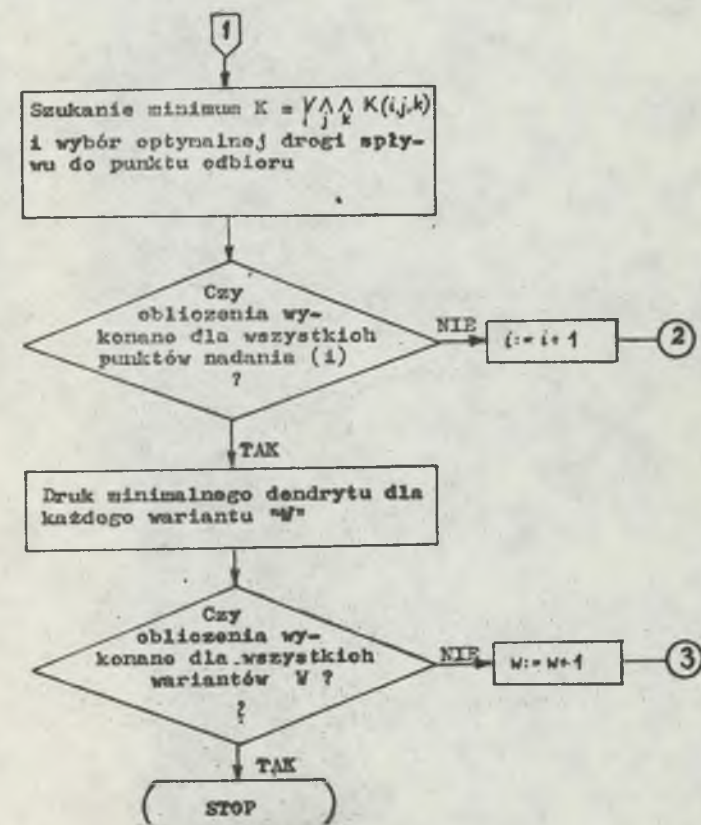 1
Szukanie minimum K = ⋁ ⋀ ⋀ K(i,j,k)
i j k
i wybór optymalnej drogi spły-
wu do punktu odbioru
Czy
obliczenia wy-
konano dla wszystkich
punktów nadania (i)
?
NIE
i:= i+1
2
TAK
Druk minimalnego dendrytu dla
każdego wariantu "W"
Czy
obliczenia wy-
konano dla wszystkich
wariantów W ?
?
NIE
w:= w+1
3
TAK
STOP